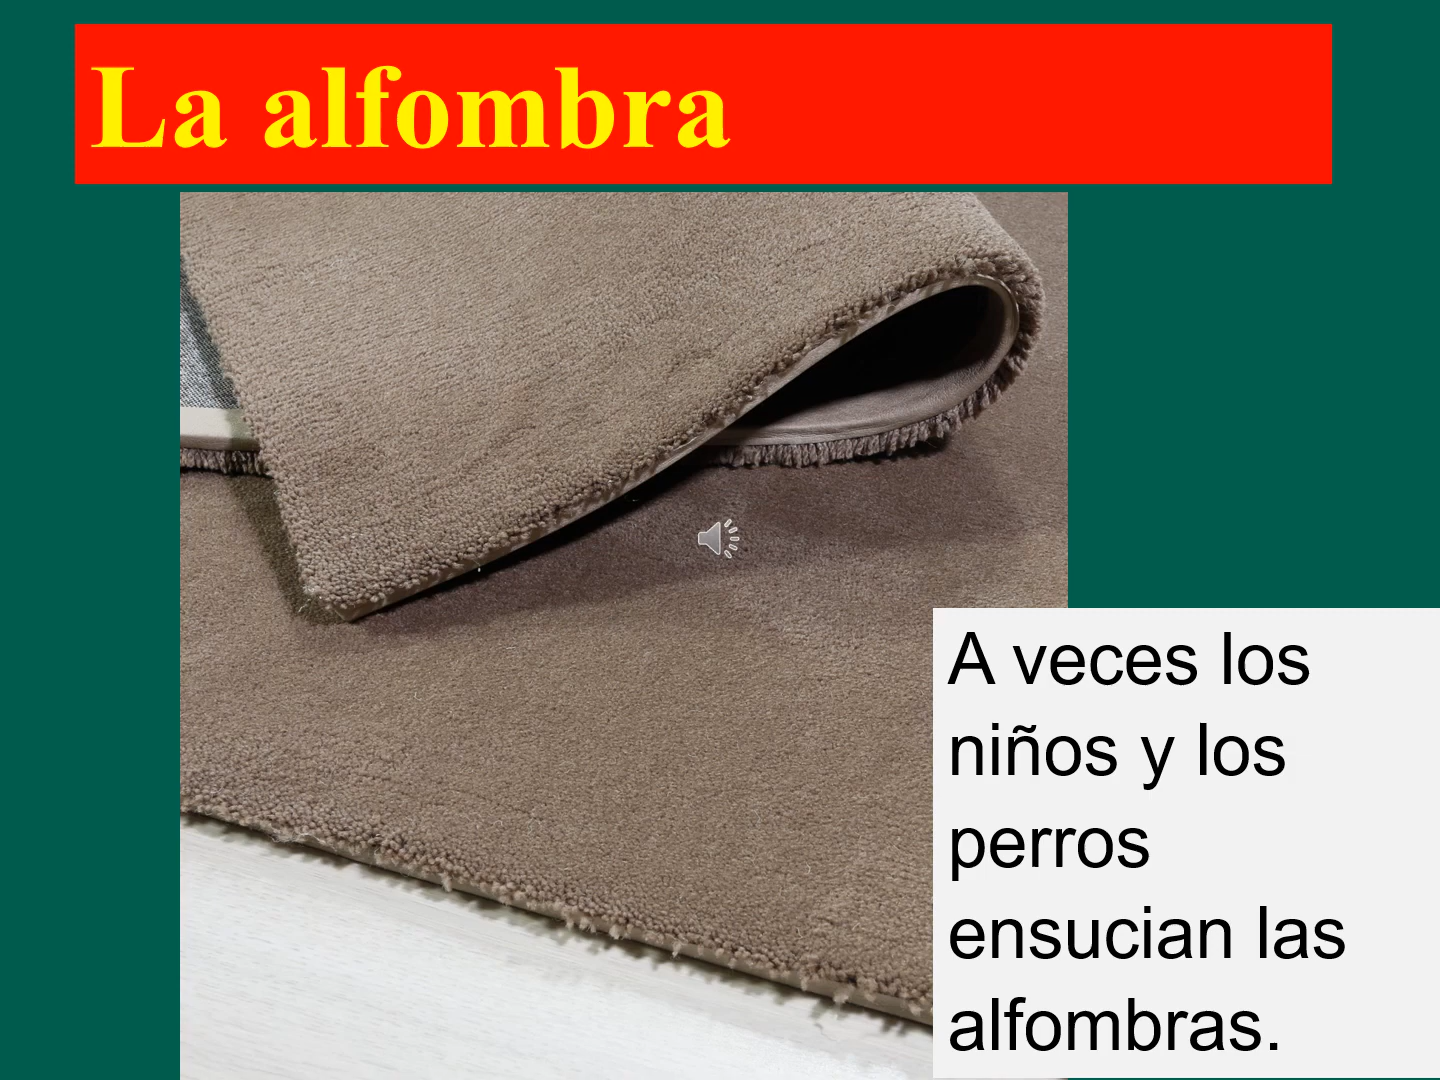 La alfombra
A veces los
niños y los
perros
ensucian las
alfombras.